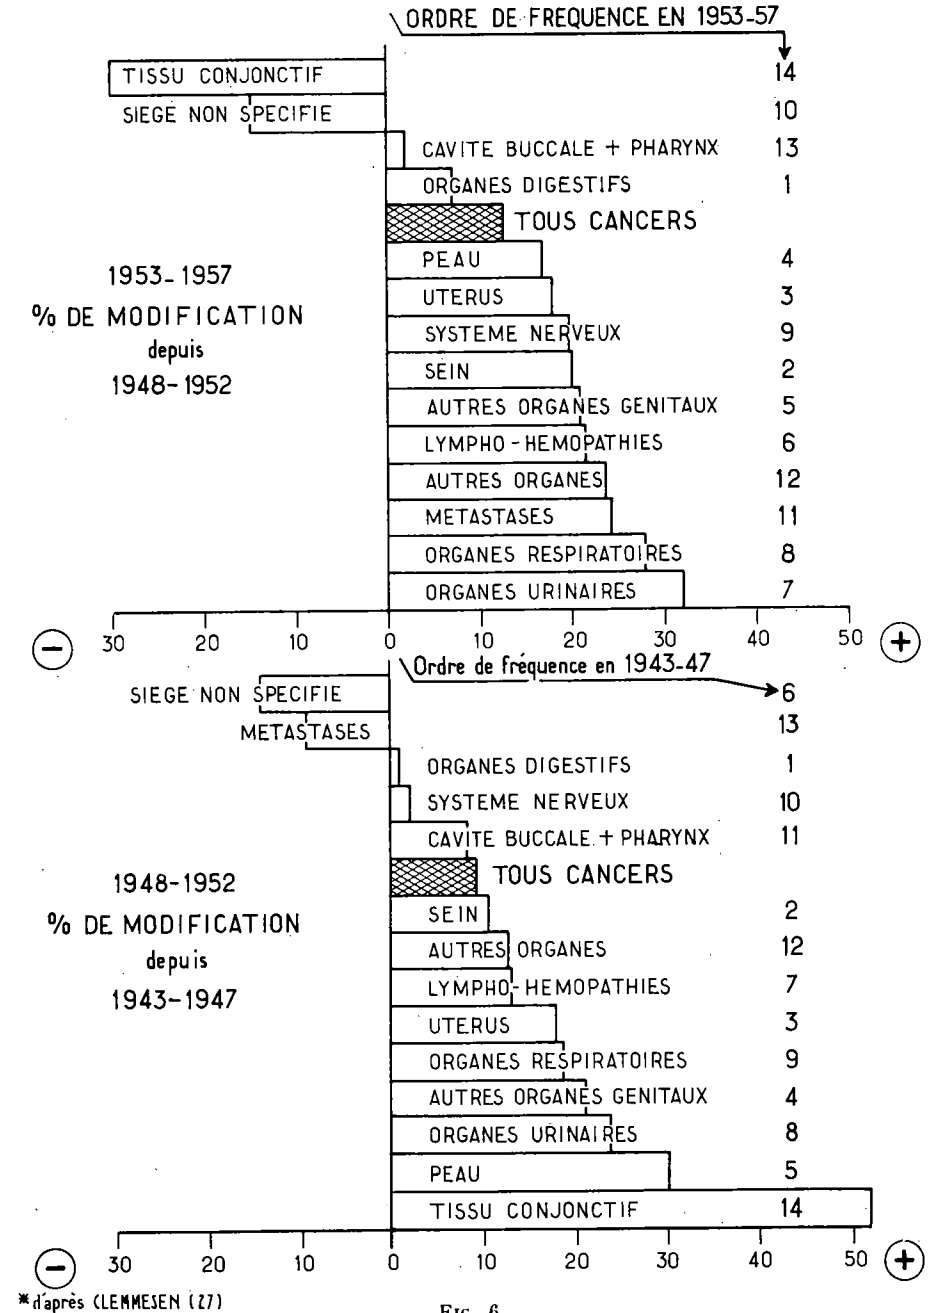 ORDRE DE FREQUENCE EN 1953-57
TISSU CONJONCTIF 14
SIEGE NON SPECIFIE 10
CAVITE BUCCALE + PHARYNX 13
ORGANES DIGESTIFS 1
TOUS CANCERS
PEAU 4
1953-1957
UTERUS 3
% DE MODIFICATION
SYSTEME NERVEUX 9
depuis
SEIN 2
1948-1952
AUTRES ORGANES GENITAUX 5
LYMPHO-HEMOPATHIES 6
AUTRES ORGANES 12
METASTASES 11
ORGANES RESPIRATOIRES 8
ORGANES URINAIRES 7
− 30 20 10 0 10 20 30 40 50 +
Ordre de fréquence en 1943-47
SIEGE NON SPECIFIE 6
METASTASES 13
ORGANES DIGESTIFS 1
SYSTEME NERVEUX 10
CAVITE BUCCALE + PHARYNX 11
TOUS CANCERS
1948-1952
SEIN 2
% DE MODIFICATION
AUTRES ORGANES 12
depuis
LYMPHO-HEMOPATHIES 7
1943-1947
UTERUS 3
ORGANES RESPIRATOIRES 9
AUTRES ORGANES GENITAUX 4
ORGANES URINAIRES 8
PEAU 5
TISSU CONJONCTIF 14
− 30 20 10 0 10 20 30 40 50 +
*d'après CLEMMESEN (27)
FIG. 6